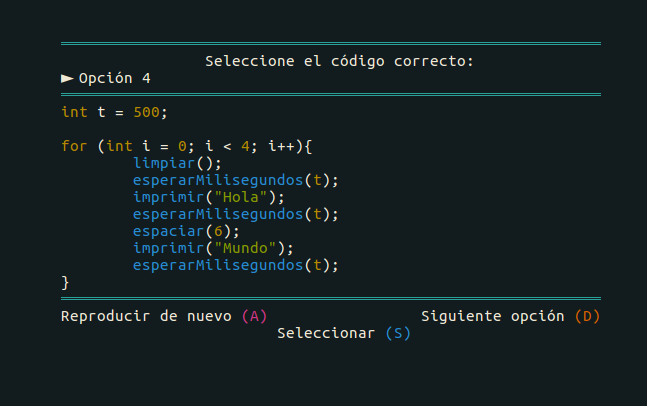 Seleccione el código correcto:
►Opción 4
int t = 500;
for (int i = 0; i < 4; i++){
limpiar();
esperarMilisegundos(t);
imprimir("Hola");
esperarMilisegundos(t);
espaciar(6);
imprimir("Mundo");
esperarMilisegundos(t);
}
Reproducir de nuevo (A) Siguiente opción (D)
Seleccionar (S)